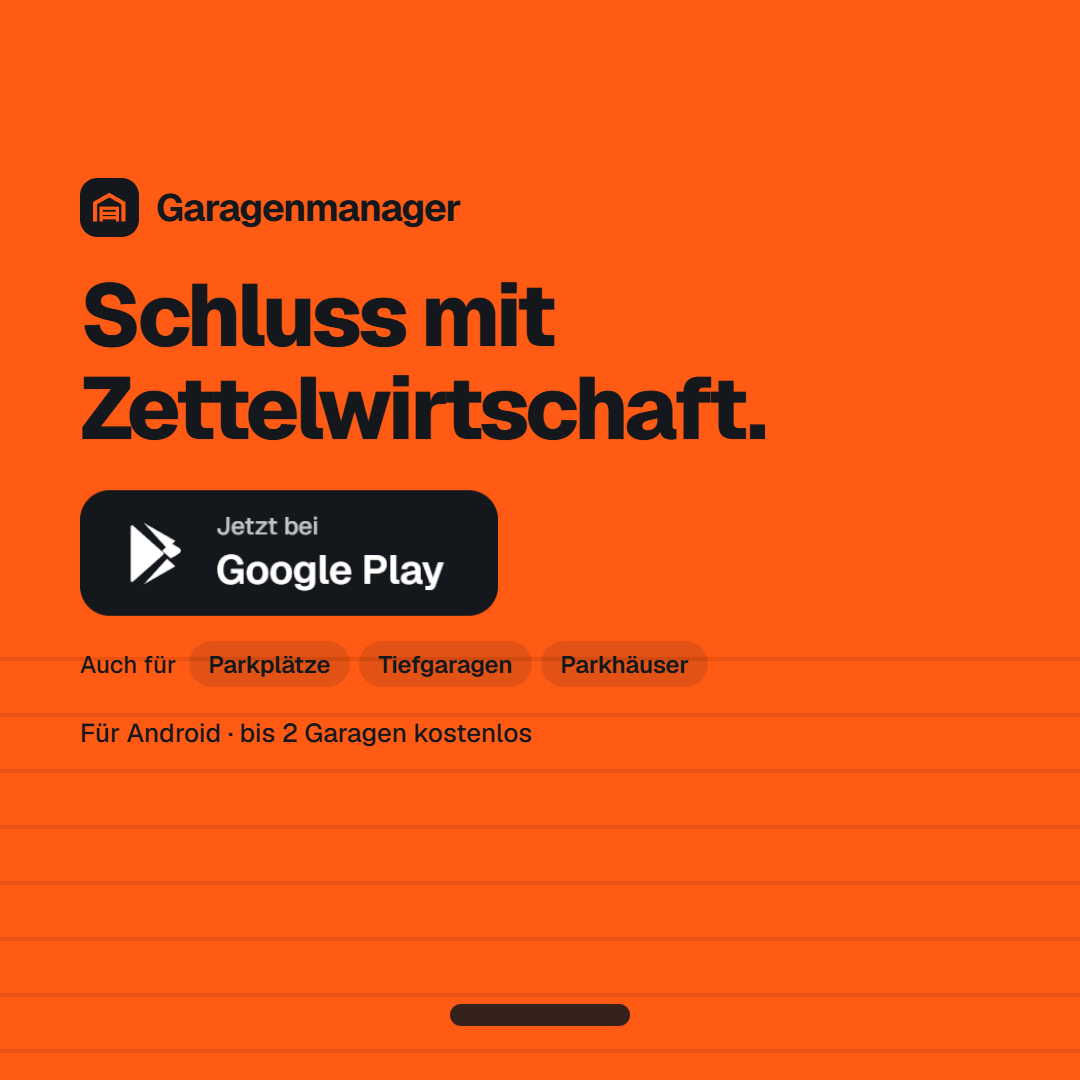 Garagenmanager
Schluss mit
Zettelwirtschaft.
Jetzt bei
Google Play
Auch für Parkplätze Tiefgaragen Parkhäuser
Für Android · bis 2 Garagen kostenlos